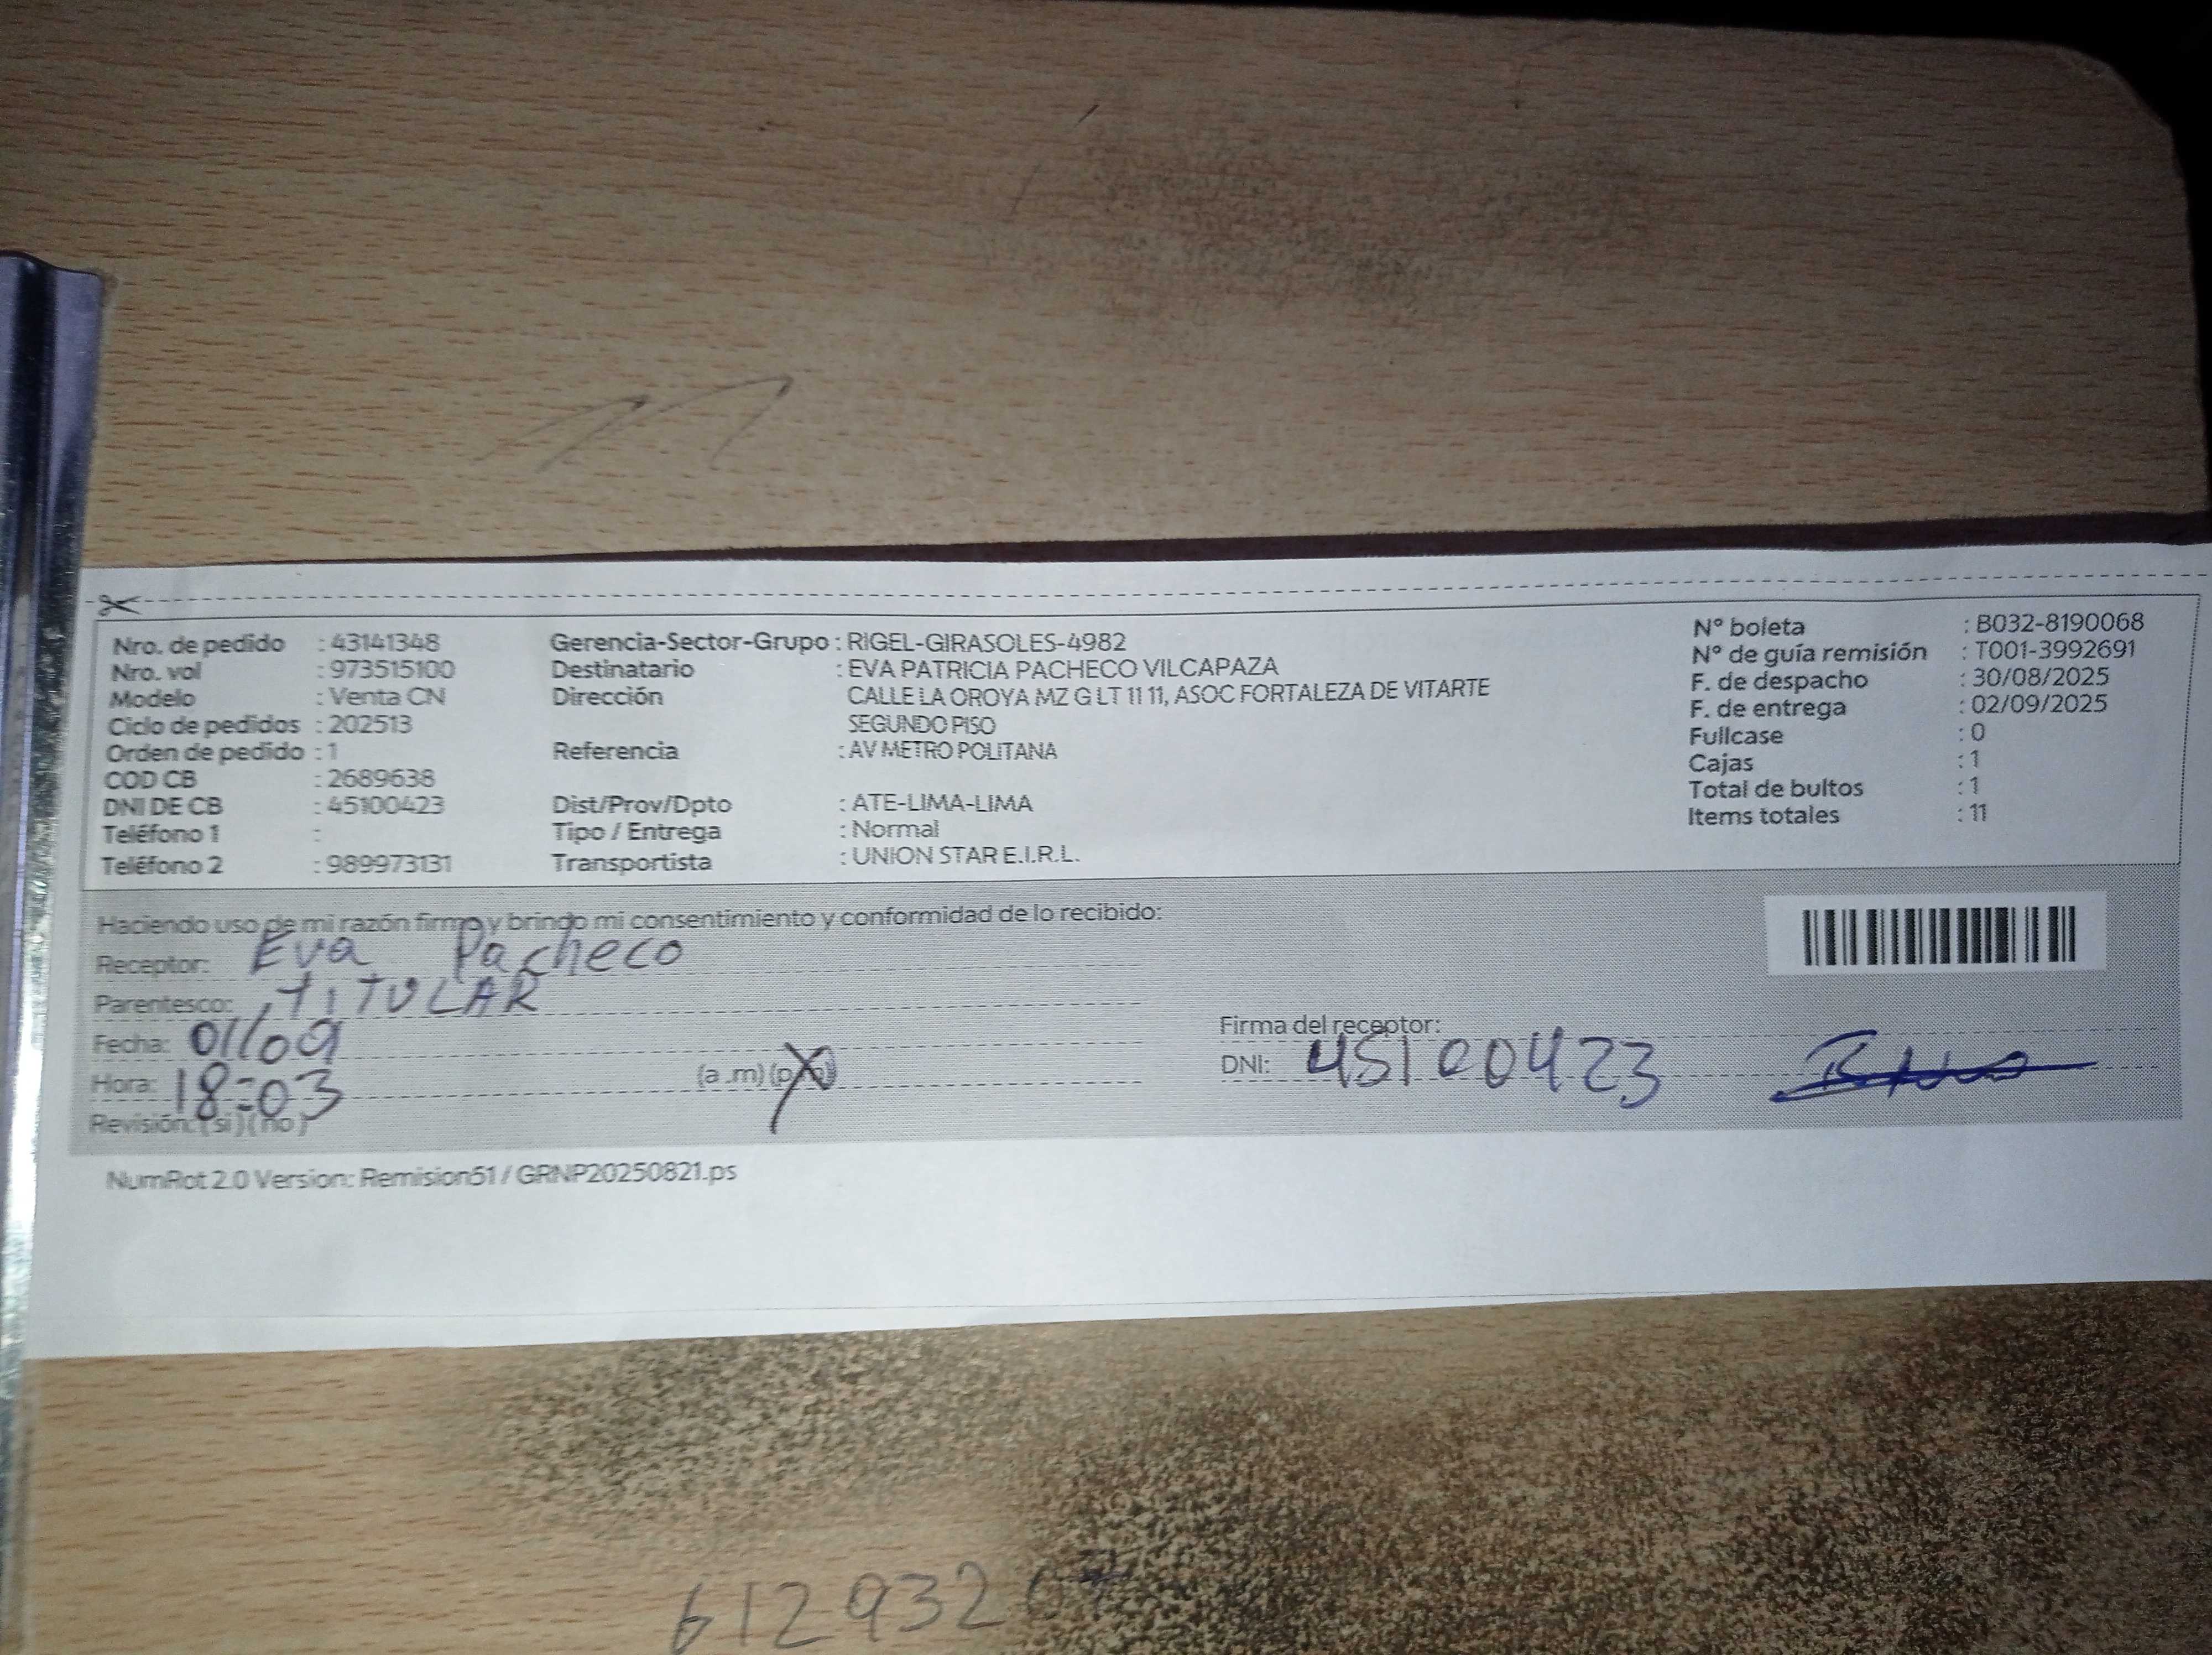 Nro. de pedido : 43141348 Gerencia-Sector-Grupo : RIGEL-GIRASOLES-4982 N° boleta : B032-8190068
Nro. vol : 973515100 Destinatario : EVA PATRICIA PACHECO VILCAPAZA N° de guía remisión : T001-3992691
Modelo : Venta CN Dirección CALLE LA OROYA MZ G LT 11 11, ASOC FORTALEZA DE VITARTE F. de despacho : 30/08/2025
Ciclo de pedidos : 202513 SEGUNDO PISO F. de entrega : 02/09/2025
Orden de pedido : 1 Referencia : AV METRO POLITANA Fullcase : 0
COD CB : 2689638 Cajas : 1
DNI DE CB : 45100423 Dist/Prov/Dpto : ATE-LIMA-LIMA Total de bultos : 1
Teléfono 1 : Tipo / Entrega : Normal Items totales : 11
Teléfono 2 : 989973131 Transportista : UNION STAR E.I.R.L.
Haciendo uso de mi razón firmo y brindo mi consentimiento y conformidad de lo recibido:
Receptor: Eva Pacheco
Parentesco: TITULAR
Fecha: 01/09 Firma del receptor:
Hora: 18:03 (a .m) (p.m) DNI: 45100423
Revisión: (si) (no)
NumRot 2.0 Version: Remision51 / GRNP20250821.ps
6129320